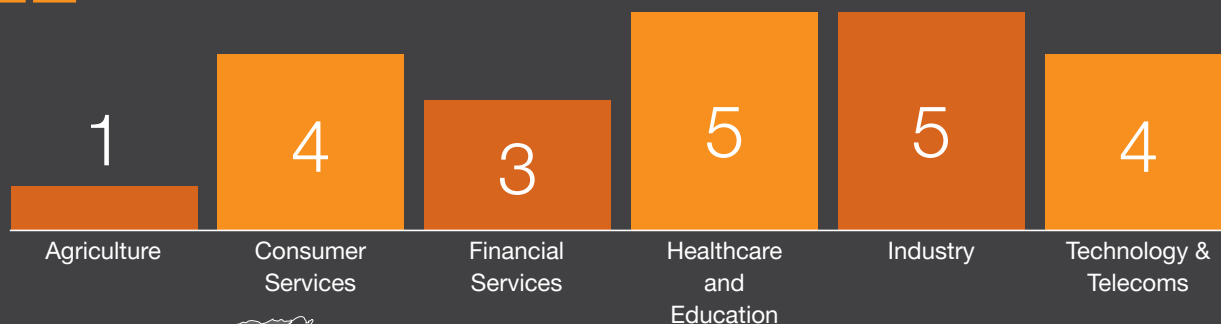 1
4
3
5
5
4
Agriculture
Consumer
Services
Financial
Services
Healthcare
and
Education
Industry
Technology &
Telecoms